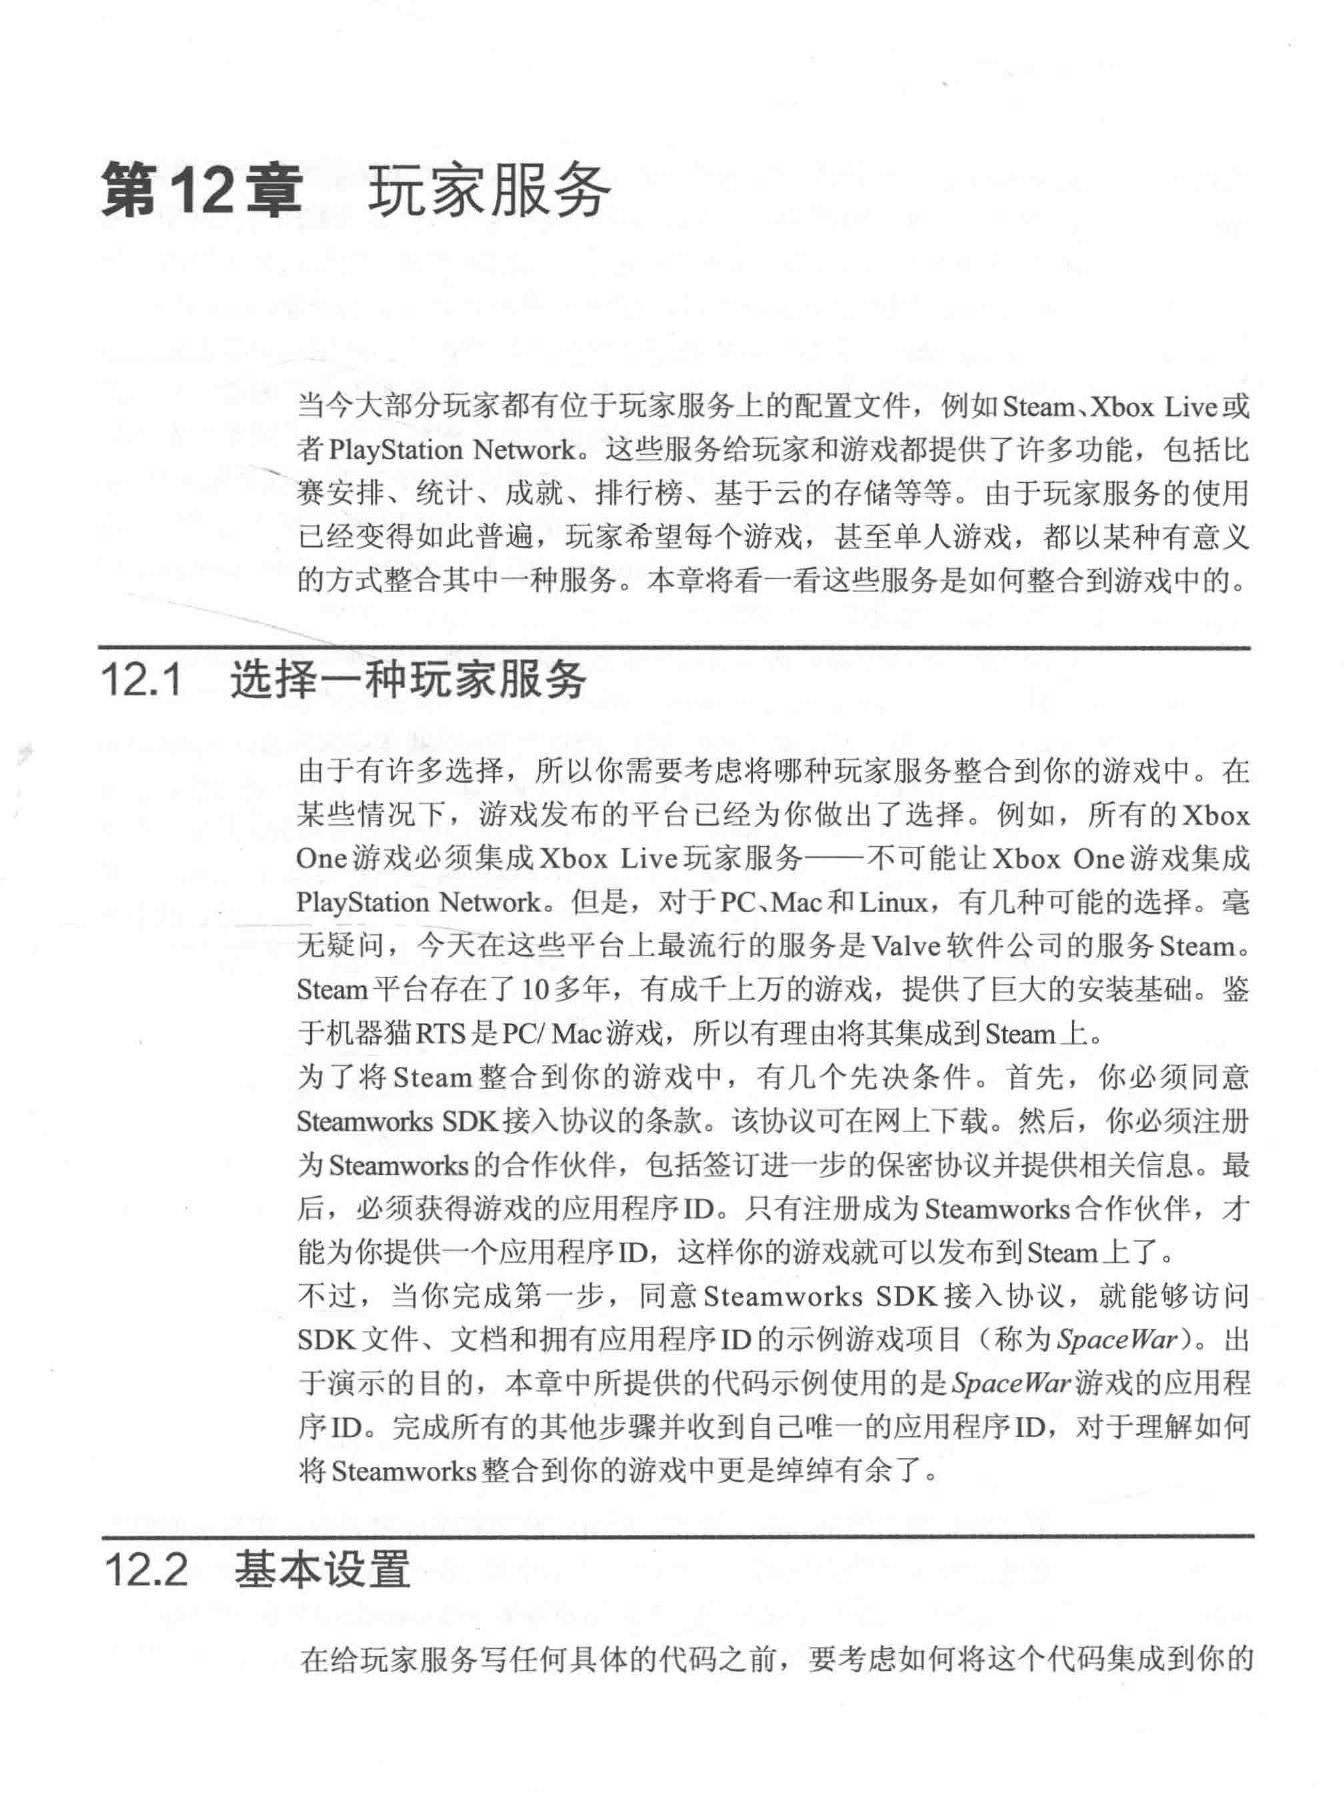 第12章 玩家服务
当今大部分玩家都有位于玩家服务上的配置文件，例如Steam、Xbox Live或
者PlayStation Network。这些服务给玩家和游戏都提供了许多功能，包括比
赛安排、统计、成就、排行榜、基于云的存储等等。由于玩家服务的使用
已经变得如此普遍，玩家希望每个游戏，甚至单人游戏，都以某种有意义
的方式整合其中一种服务。本章将看一看这些服务是如何整合到游戏中的。
12.1 选择一种玩家服务
由于有许多选择，所以你需要考虑将哪种玩家服务整合到你的游戏中。在
某些情况下，游戏发布的平台已经为你做出了选择。例如，所有的Xbox
One游戏必须集成Xbox Live玩家服务——不可能让Xbox One游戏集成
PlayStation Network。但是，对于PC、Mac和Linux，有几种可能的选择。毫
无疑问，今天在这些平台上最流行的服务是Valve软件公司的服务Steam。
Steam平台存在了10多年，有成千上万的游戏，提供了巨大的安装基础。鉴
于机器猫RTS是PC/ Mac游戏，所以有理由将其集成到Steam上。
为了将Steam整合到你的游戏中，有几个先决条件。首先，你必须同意
Steamworks SDK接入协议的条款。该协议可在网上下载。然后，你必须注册
为Steamworks的合作伙伴，包括签订进一步的保密协议并提供相关信息。最
后，必须获得游戏的应用程序ID。只有注册成为Steamworks合作伙伴，才
能为你提供一个应用程序ID，这样你的游戏就可以发布到Steam上了。
不过，当你完成第一步，同意Steamworks SDK接入协议，就能够访问
SDK文件、文档和拥有应用程序ID的示例游戏项目（称为SpaceWar）。出
于演示的目的，本章中所提供的代码示例使用的是SpaceWar游戏的应用程
序ID。完成所有的其他步骤并收到自己唯一的应用程序ID，对于理解如何
将Steamworks整合到你的游戏中更是绰绰有余了。
12.2 基本设置
在给玩家服务写任何具体的代码之前，要考虑如何将这个代码集成到你的